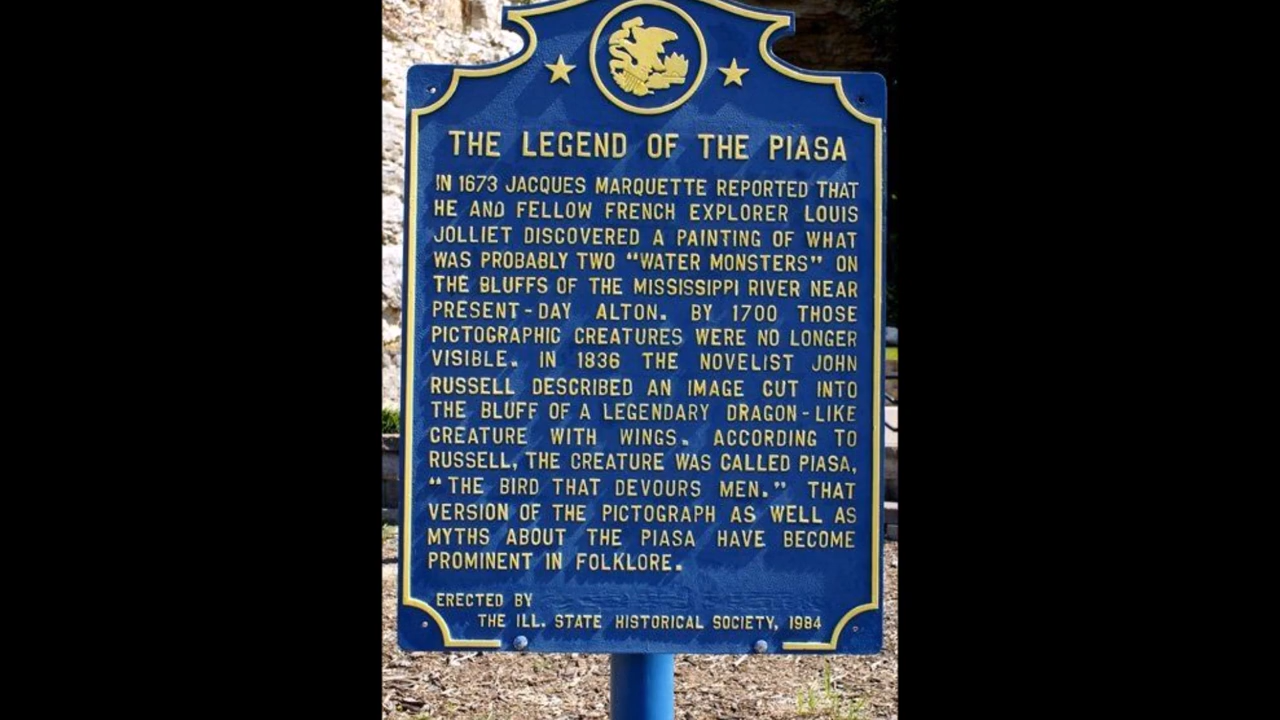 THE LEGEND OF THE PIASA
IN 1673 JACQUES MARQUETTE REPORTED THAT
HE AND FELLOW FRENCH EXPLORER LOUIS
JOLLIET DISCOVERED A PAINTING OF WHAT
WAS PROBABLY TWO "WATER MONSTERS" ON
THE BLUFFS OF THE MISSISSIPPI RIVER NEAR
PRESENT-DAY ALTON. BY 1700 THOSE
PICTOGRAPHIC CREATURES WERE NO LONGER
VISIBLE. IN 1836 THE NOVELIST JOHN
RUSSELL DESCRIBED AN IMAGE CUT INTO
THE BLUFF OF A LEGENDARY DRAGON-LIKE
CREATURE WITH WINGS. ACCORDING TO
RUSSELL, THE CREATURE WAS CALLED PIASA,
"THE BIRD THAT DEVOURS MEN." THAT
VERSION OF THE PICTOGRAPH AS WELL AS
MYTHS ABOUT THE PIASA HAVE BECOME
PROMINENT IN FOLKLORE.
ERECTED BY
THE ILL. STATE HISTORICAL SOCIETY, 1984